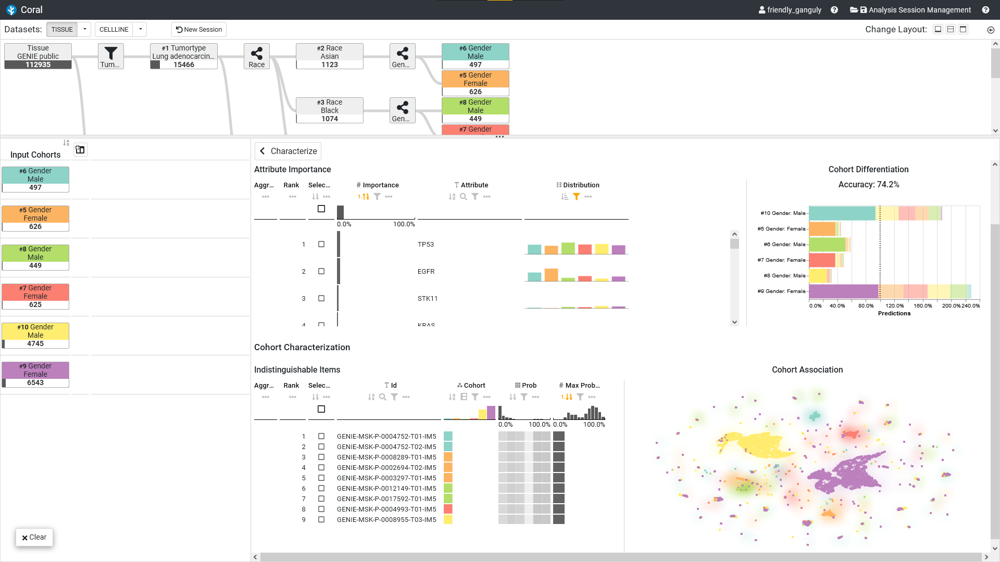 Coral
friendly_ganguly
Analysis Session Management
Datasets:
TISSUE
CELLLINE
New Session
Change Layout:
Tissue
GENIE public
112935
Tum...
#1 Tumortype
Lung adenocarcin...
15466
Race
#2 Race
Asian
1123
Gen...
#6 Gender
Male
497
#5 Gender
Female
626
#3 Race
Black
1074
Gen...
#8 Gender
Male
449
#7 Gender
Input Cohorts
#6 Gender
Male
497
#5 Gender
Female
626
#8 Gender
Male
449
#7 Gender
Female
625
#10 Gender
Male
4745
#9 Gender
Female
6543
Clear
Characterize
Attribute Importance
Aggr... Rank Selec... # Importance Attribute Distribution
0.0% 100.0%
1 TP53
2 EGFR
3 STK11
4 KRAS
Cohort Differentiation
Accuracy: 74.2%
#10 Gender: Male
#5 Gender: Female
#6 Gender: Male
#7 Gender: Female
#8 Gender: Male
#9 Gender: Female
0.0% 40.0% 80.0% 120.0% 160.0% 200.0% 240.0%
Predictions
Cohort Characterization
Indistinguishable Items
Aggr... Rank Selec... Id Cohort Prob # Max Prob...
0.0% 100.0% 0.0% 100.0%
1 GENIE-MSK-P-0004752-T01-IM5
2 GENIE-MSK-P-0004752-T02-IM5
3 GENIE-MSK-P-0008289-T01-IM5
4 GENIE-MSK-P-0002694-T02-IM5
5 GENIE-MSK-P-0003297-T01-IM5
6 GENIE-MSK-P-0012149-T01-IM5
7 GENIE-MSK-P-0017592-T01-IM5
8 GENIE-MSK-P-0004993-T01-IM5
9 GENIE-MSK-P-0008955-T03-IM5
Cohort Association